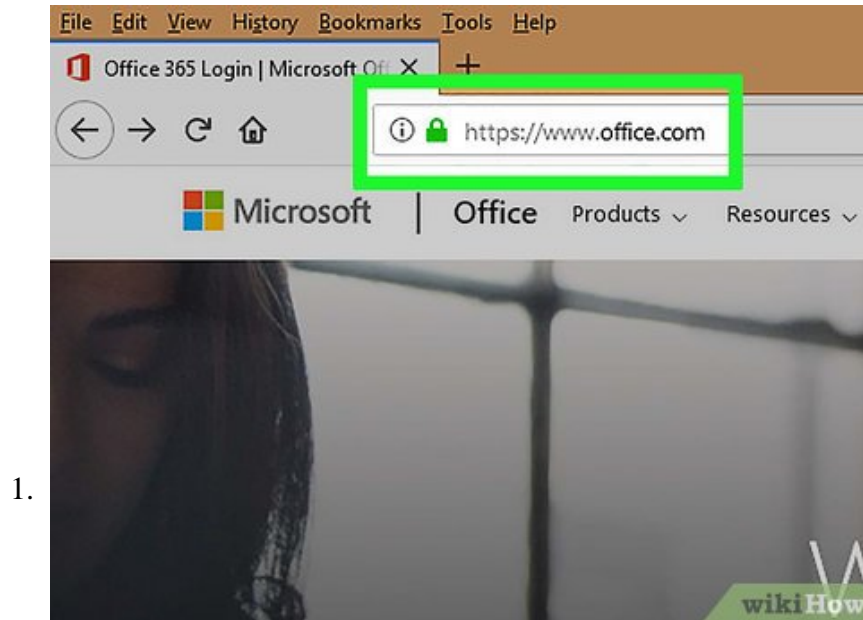 File Edit View History Bookmarks Tools Help
Office 365 Login | Microsoft Off
https://www.office.com
Microsoft | Office Products Resources
1.
W
wikiHow